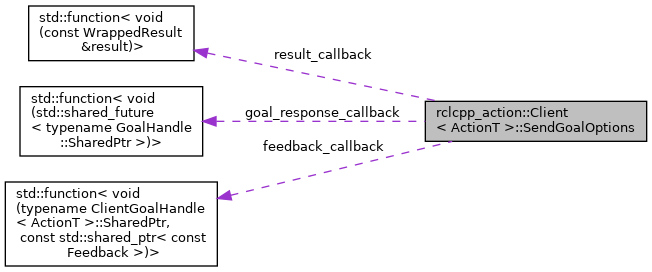 std::function< void
(const WrappedResult
&result)>
result_callback
std::function< void
(std::shared_future
< typename GoalHandle
::SharedPtr >)>
goal_response_callback
rclcpp_action::Client
< ActionT >::SendGoalOptions
feedback_callback
std::function< void
(typename ClientGoalHandle
< ActionT >::SharedPtr,
const std::shared_ptr< const
Feedback >)>